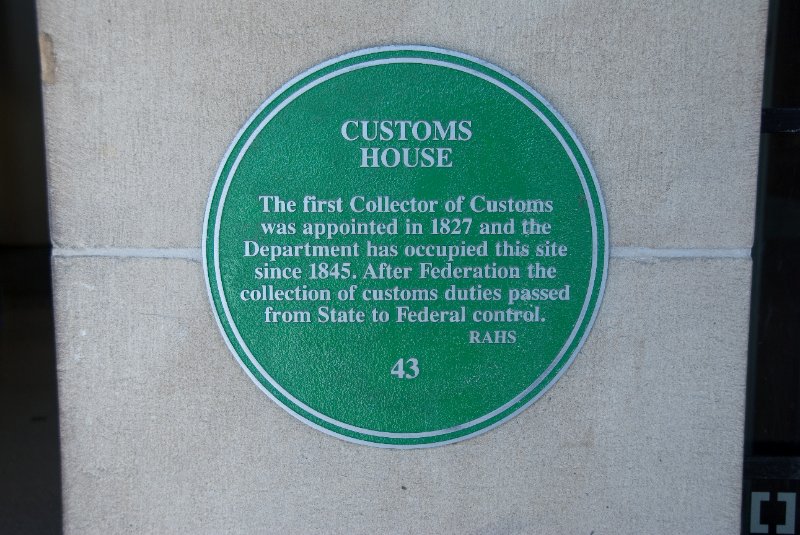 CUSTOMS
HOUSE
The first Collector of Customs
was appointed in 1827 and the
Department has occupied this site
since 1845. After Federation the
collection of customs duties passed
from State to Federal control.
RAHS
43